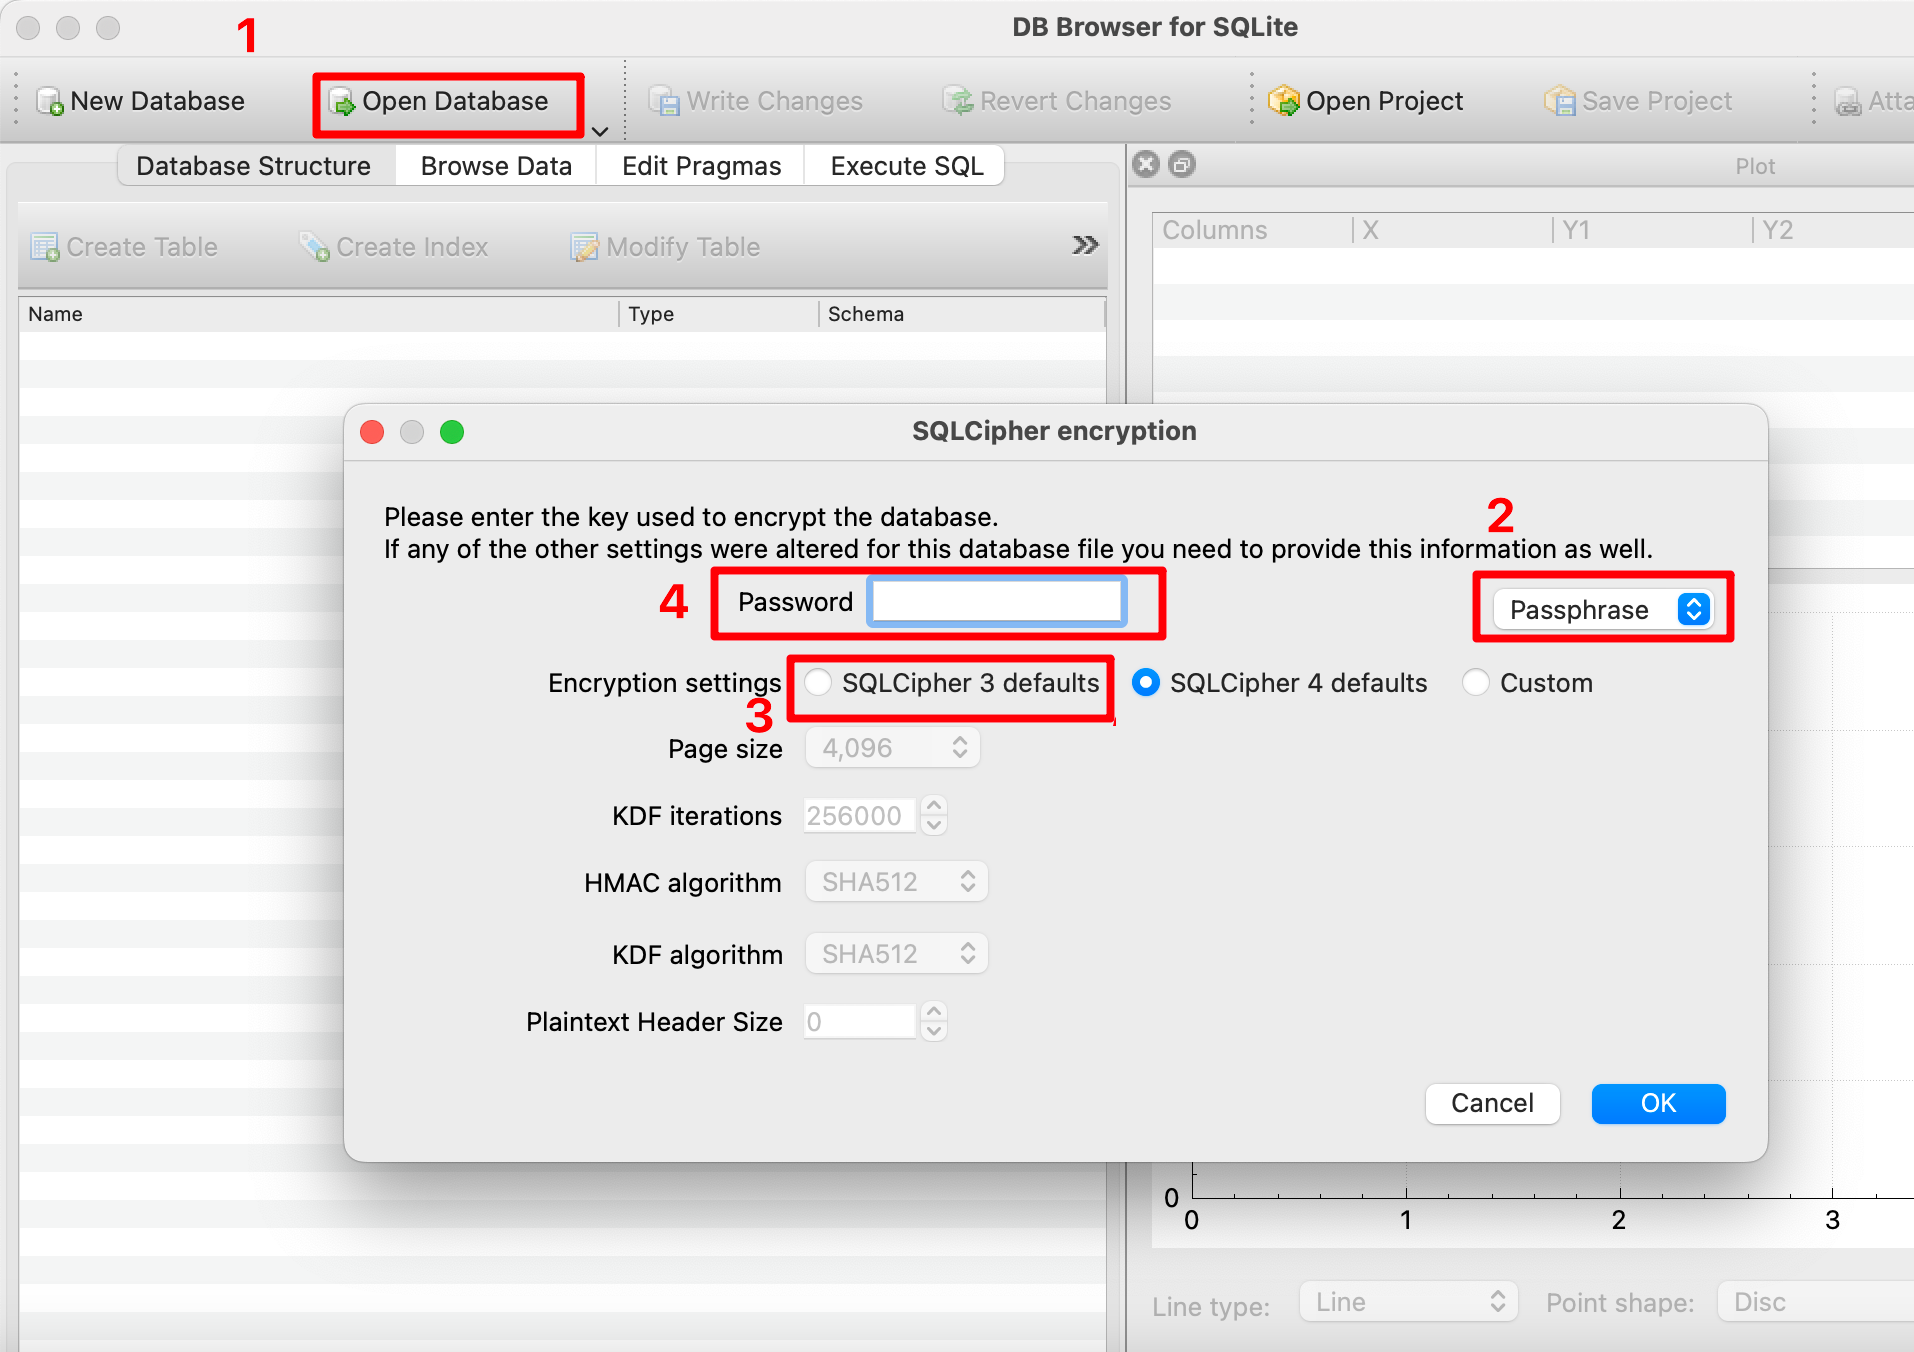 1
DB Browser for SQLite
New Database
Open Database
Write Changes
Revert Changes
Open Project
Save Project
Atta
Database Structure
Browse Data
Edit Pragmas
Execute SQL
Plot
Create Table
Create Index
Modify Table
Columns
X
Y1
Y2
Name
Type
Schema
SQLCipher encryption
Please enter the key used to encrypt the database.
2
If any of the other settings were altered for this database file you need to provide this information as well.
4
Password
Passphrase
Encryption settings
SQLCipher 3 defaults
SQLCipher 4 defaults
Custom
3
Page size
4,096
KDF iterations
256000
HMAC algorithm
SHA512
KDF algorithm
SHA512
Plaintext Header Size
0
Cancel
OK
0
0
1
2
3
Line type:
Line
Point shape:
Disc